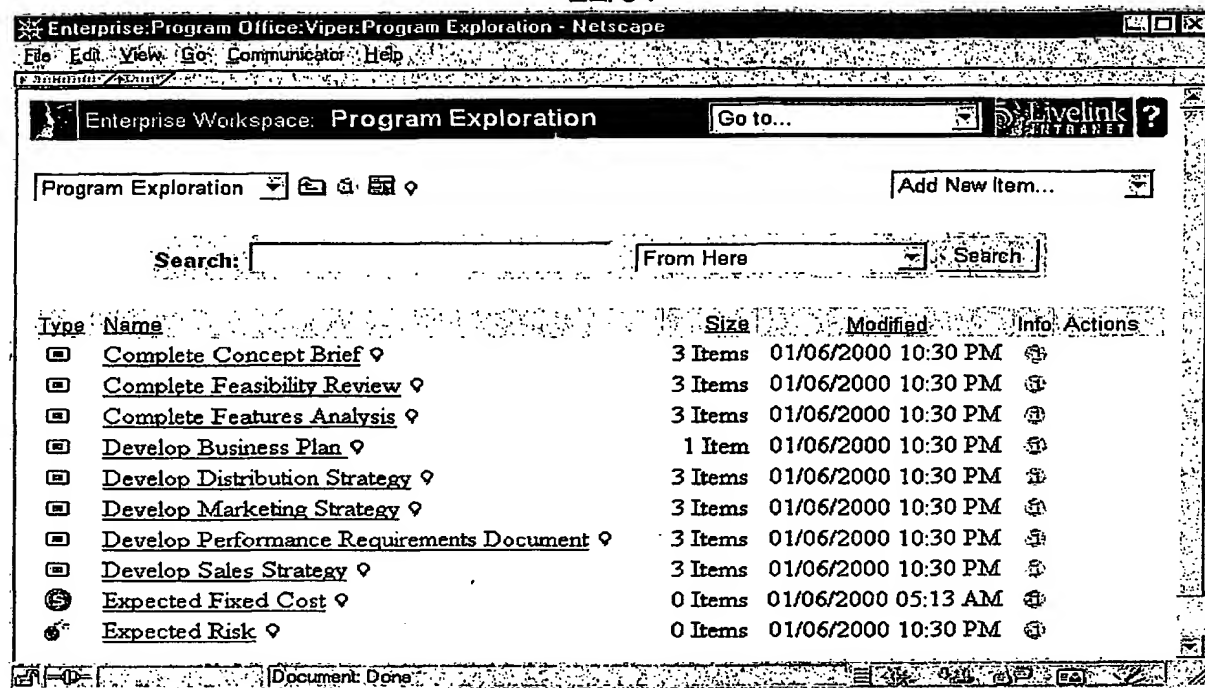 Enterprise:Program Office:Viper:Program Exploration - Netscape
File Edit View Go Communicator Help
Enterprise Workspace: Program Exploration Go to... Livelink INTRANET ?
Program Exploration Add New Item...
Search: From Here Search
Type Name Size Modified Info Actions
Complete Concept Brief 3 Items 01/06/2000 10:30 PM
Complete Feasibility Review 3 Items 01/06/2000 10:30 PM
Complete Features Analysis 3 Items 01/06/2000 10:30 PM
Develop Business Plan 1 Item 01/06/2000 10:30 PM
Develop Distribution Strategy 3 Items 01/06/2000 10:30 PM
Develop Marketing Strategy 3 Items 01/06/2000 10:30 PM
Develop Performance Requirements Document 3 Items 01/06/2000 10:30 PM
Develop Sales Strategy 3 Items 01/06/2000 10:30 PM
Expected Fixed Cost 0 Items 01/06/2000 05:13 AM
Expected Risk 0 Items 01/06/2000 10:30 PM
Document: Done